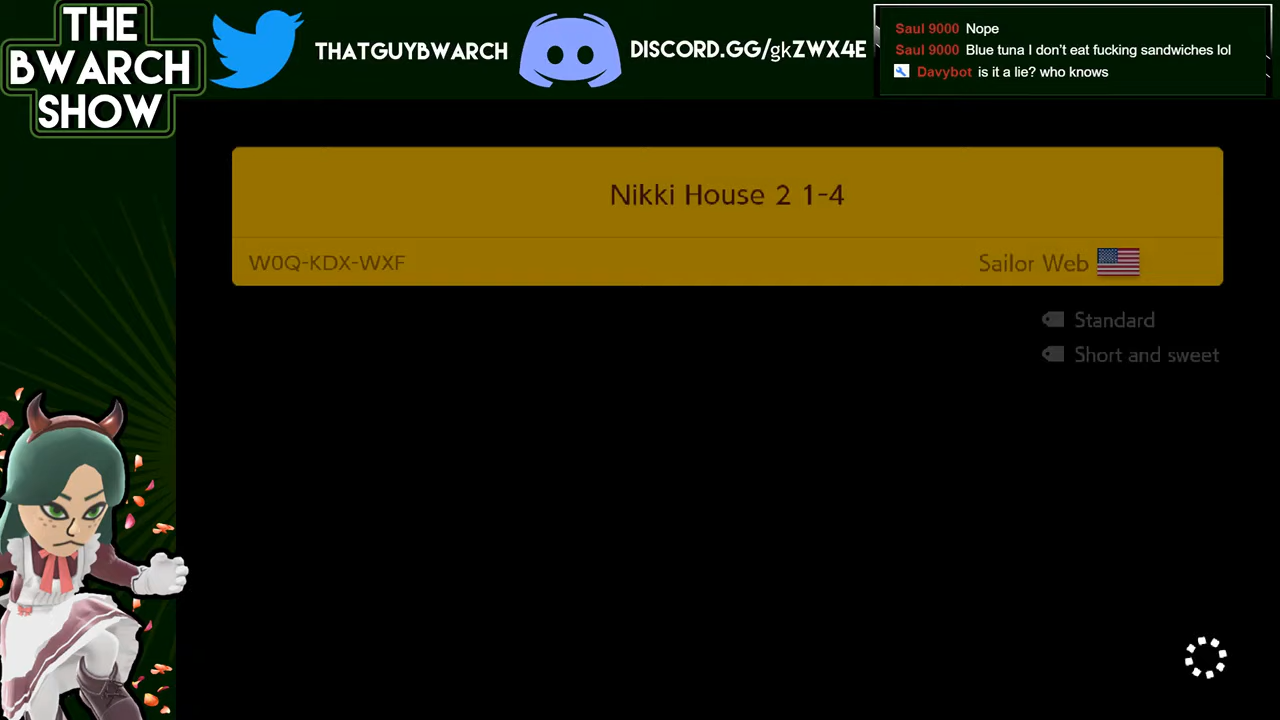 THE
BWARCH
SHOW
THATGUYBWARCH
DISCORD.GG/gkZWX4E
Saul 9000 Nope
Saul 9000 Blue tuna I don't eat fucking sandwiches lol
Davybot is it a lie? who knows
Nikki House 2 1-4
W0Q-KDX-WXF
Sailor Web
Standard
Short and sweet